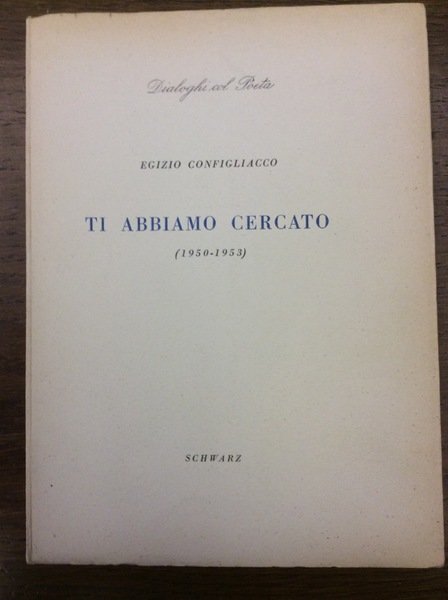 Dialoghi col Poeta
EGIZIO CONFIGLIACCO
TI ABBIAMO CERCATO
(1950-1953)
SCHWARZ